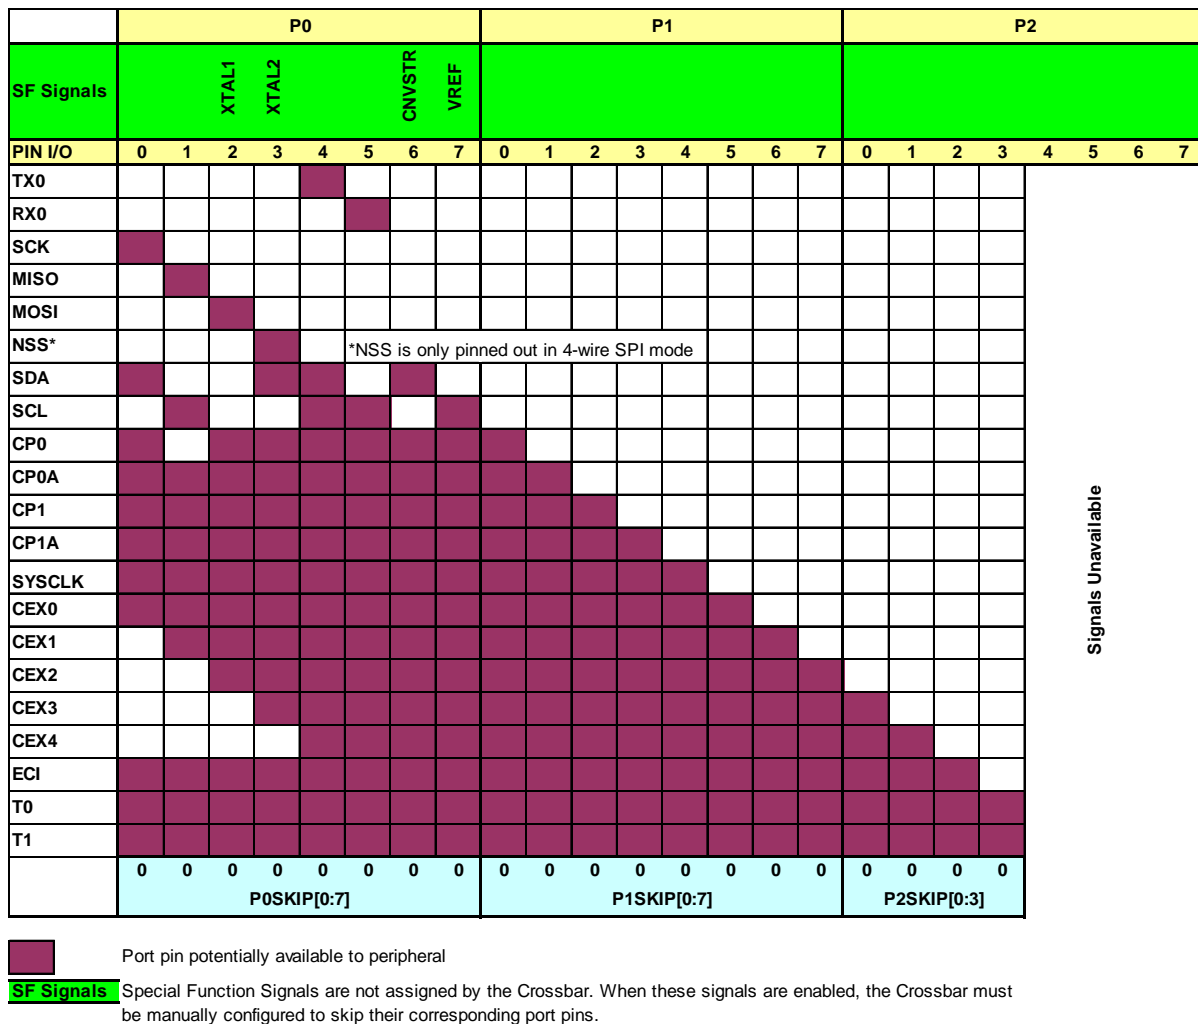 P0 P1 P2
SF Signals XTAL1 XTAL2 CNVSTR VREF
PIN I/O 0 1 2 3 4 5 6 7 0 1 2 3 4 5 6 7 0 1 2 3 4 5 6 7
TX0
RX0
SCK
MISO
MOSI
NSS* *NSS is only pinned out in 4-wire SPI mode
SDA
SCL
CP0
CP0A
CP1
CP1A
SYSCLK
CEX0
CEX1
CEX2
CEX3
CEX4
ECI
T0
T1
Signals Unavailable
0 0 0 0 0 0 0 0 0 0 0 0 0 0 0 0 0 0 0 0
P0SKIP[0:7] P1SKIP[0:7] P2SKIP[0:3]
Port pin potentially available to peripheral
SF Signals Special Function Signals are not assigned by the Crossbar. When these signals are enabled, the Crossbar must
be manually configured to skip their corresponding port pins.